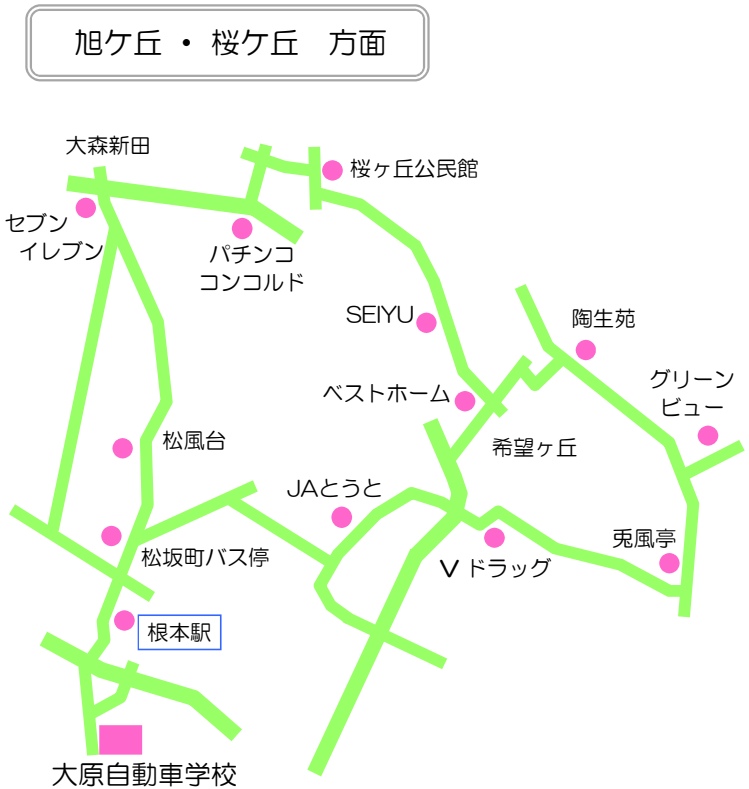 旭ケ丘 ・ 桜ケ丘　方面
大森新田
桜ヶ丘公民館
セブン
イレブン
パチンコ
コンコルド
SEIYU
陶生苑
ベストホーム
グリーン
ビュー
松風台
希望ヶ丘
JAとうと
松坂町バス停
V ドラッグ
兎風亭
根本駅
大原自動車学校